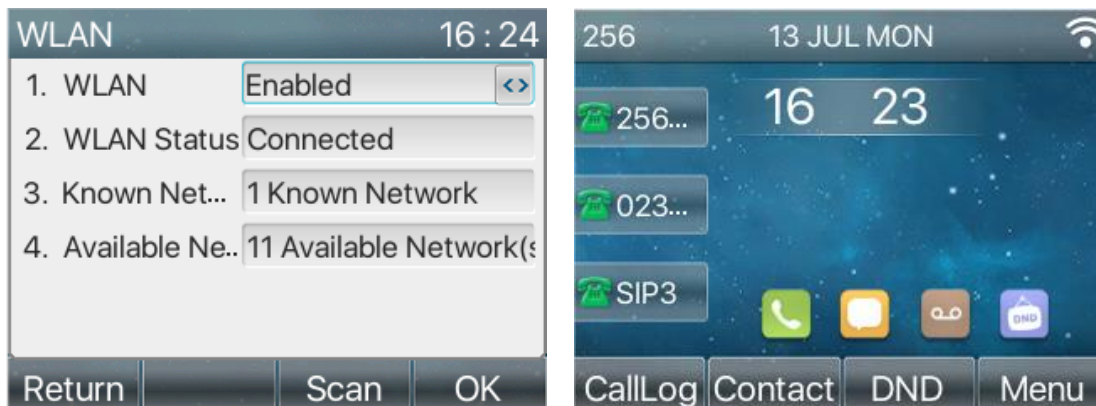 WLAN 16 : 24
1. WLAN Enabled <>
2. WLAN Status Connected
3. Known Net... 1 Known Network
4. Available Ne.. 11 Available Network(s
Return Scan OK
256 13 JUL MON
16 23
256...
023...
SIP3
DND
CallLog Contact DND Menu